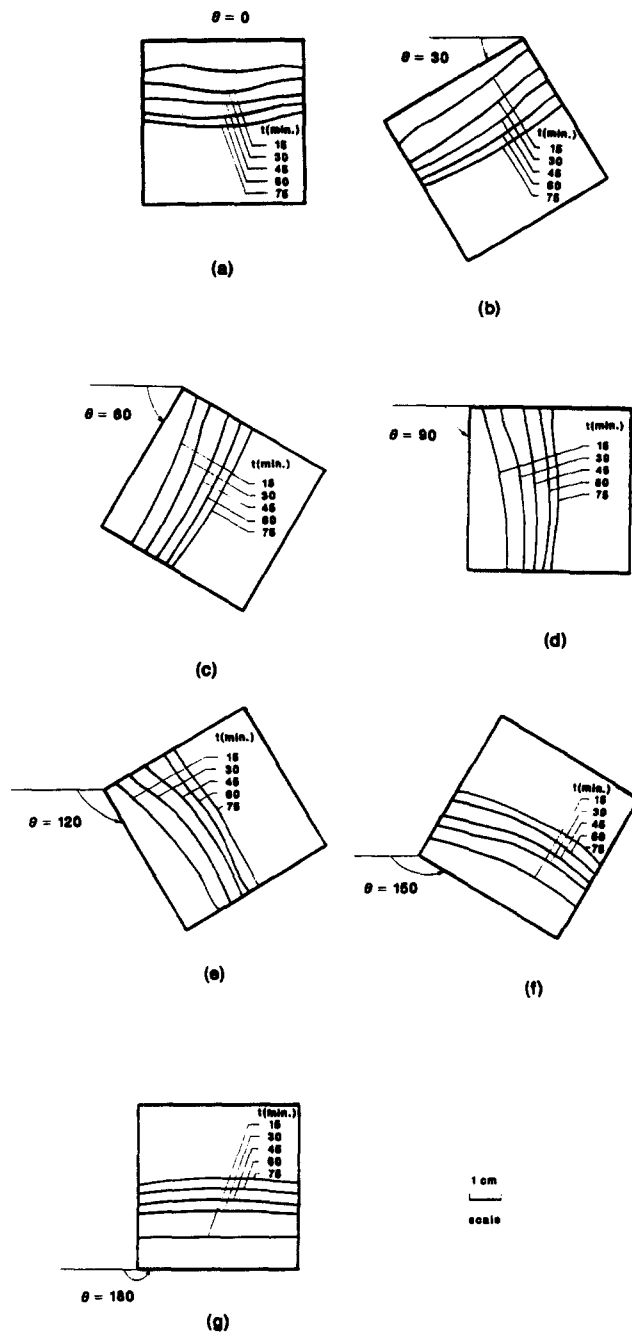 θ = 0
t(min.)
15
30
45
60
75
(a)
θ = 30
t(min.)
15
30
45
60
75
(b)
θ = 60
t(min.)
15
30
45
60
75
(c)
θ = 90
t(min.)
15
30
45
60
75
(d)
θ = 120
t(min.)
15
30
45
60
75
(e)
θ = 150
t(min.)
15
30
45
60
75
(f)
θ = 180
t(min.)
15
30
45
60
75
(g)
1 cm
scale